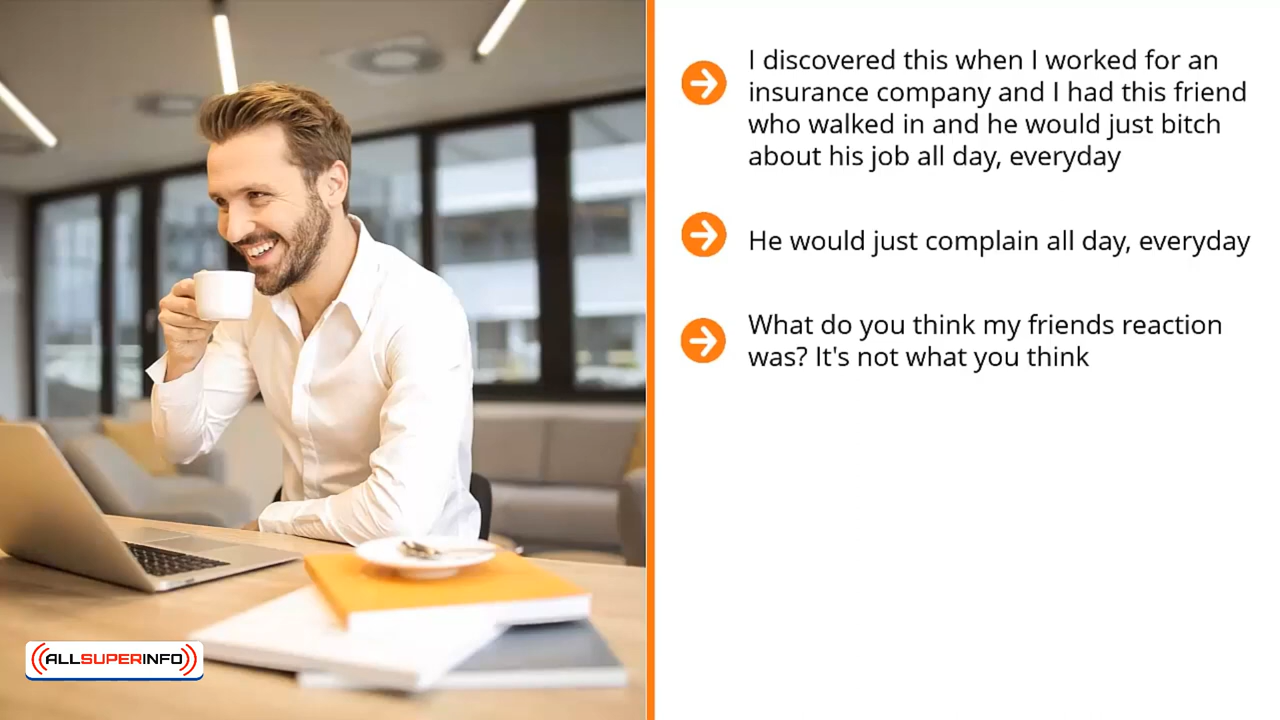 I discovered this when I worked for an
insurance company and I had this friend
who walked in and he would just bitch
about his job all day, everyday
He would just complain all day, everyday
What do you think my friends reaction
was? It's not what you think
ALLSUPERINFO